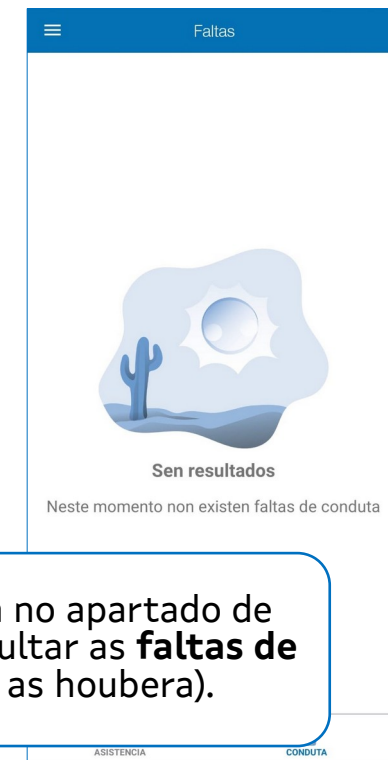 Faltas
Sen resultados
Neste momento non existen faltas de conduta
no apartado de
as faltas de
as houbera).
ASISTENCIA
CONDUTA